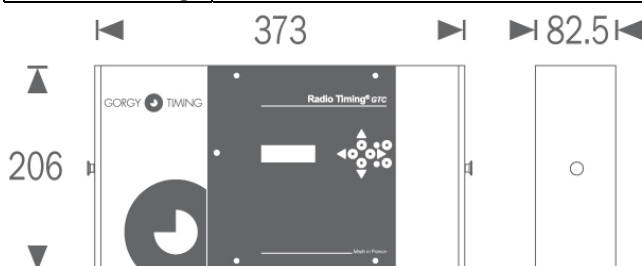 373
82.5
GORGY TIMING
Radio Timing® GTC
206
Made in France